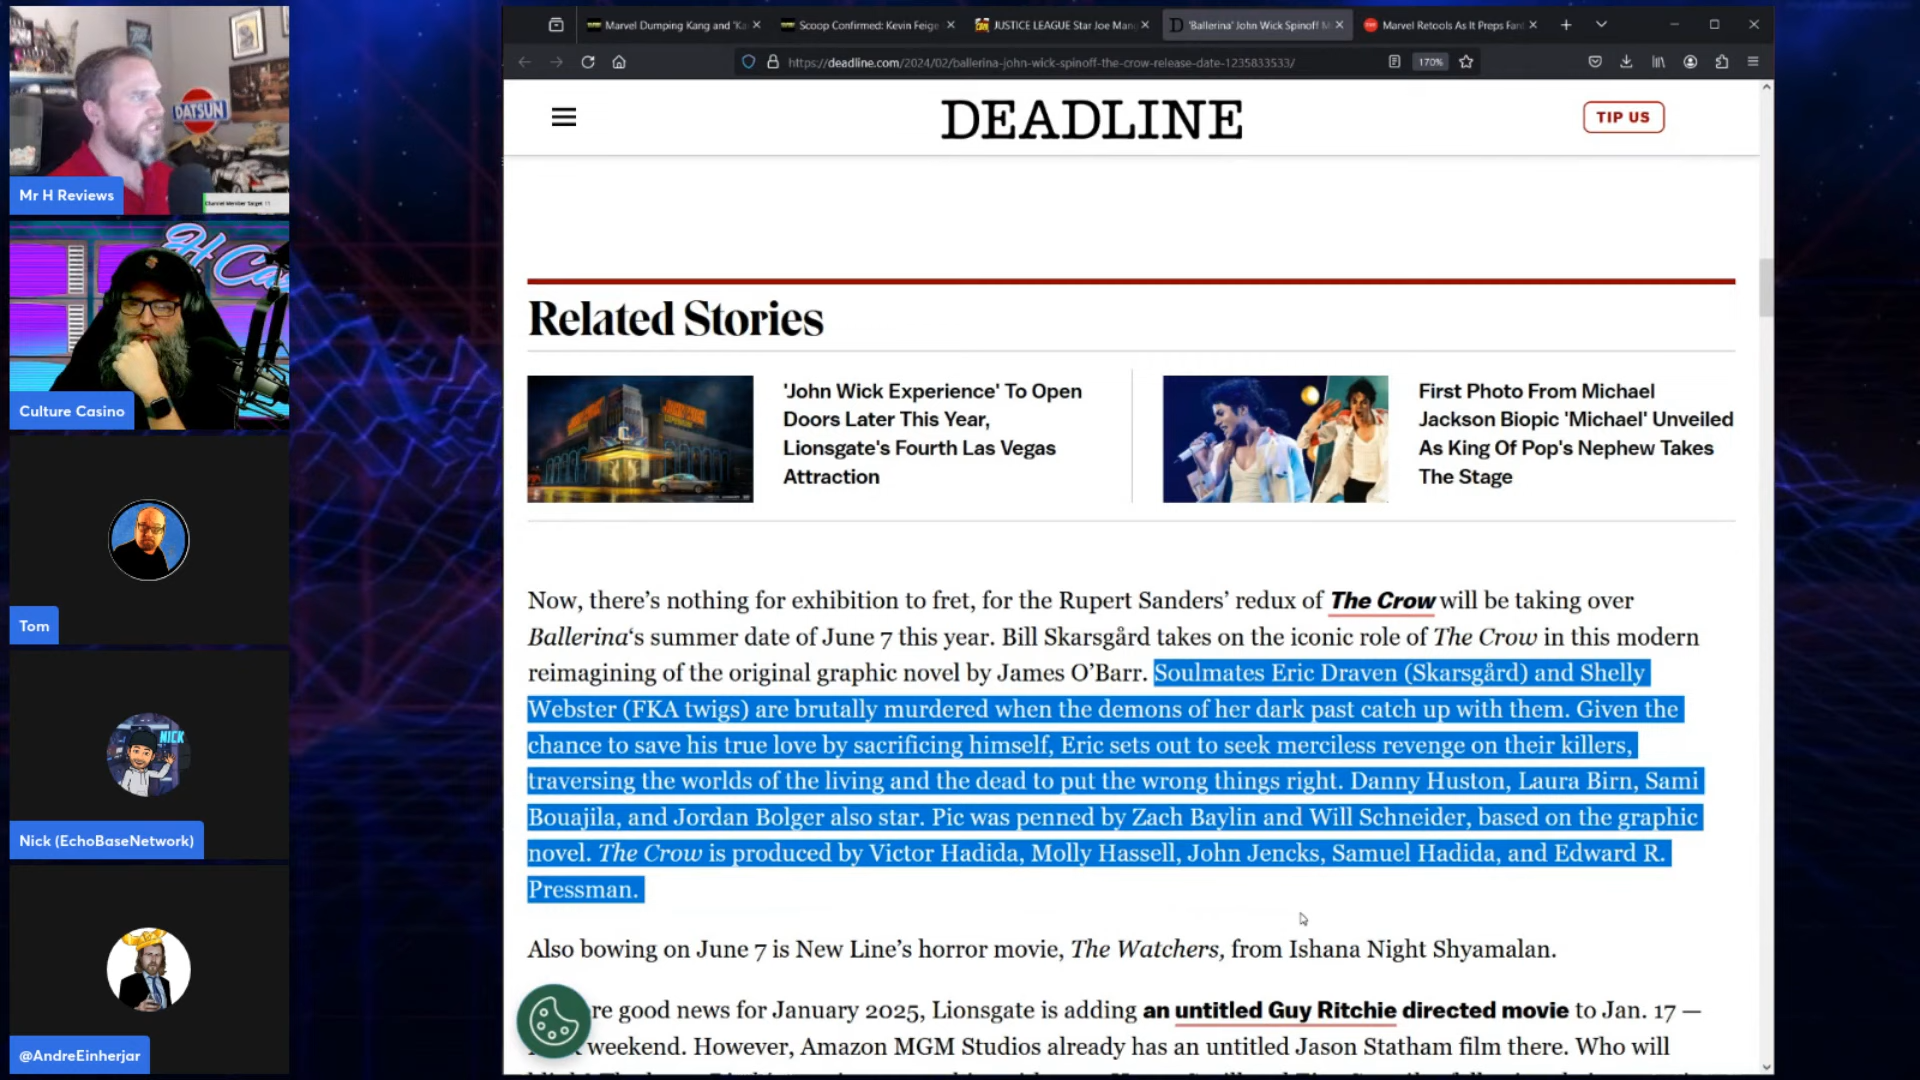 Marvel Dumping Kang and 'Ka
Scoop Confirmed: Kevin Feige
JUSTICE LEAGUE Star Joe Man
'Ballerina' John Wick Spinoff M
Marvel Retools As It Preps Fant
https://deadline.com/2024/02/ballerina-john-wick-spinoff-the-crow-release-date-1235833533/
170%
DEADLINE
TIP US
DATSUN
Mr H Reviews
Culture Casino
Tom
NICK
Nick (EchoBaseNetwork)
@AndreEinherjar
Related Stories
'John Wick Experience' To Open
Doors Later This Year,
Lionsgate's Fourth Las Vegas
Attraction
First Photo From Michael
Jackson Biopic 'Michael' Unveiled
As King Of Pop's Nephew Takes
The Stage
Now, there's nothing for exhibition to fret, for the Rupert Sanders' redux of The Crow will be taking over
Ballerina's summer date of June 7 this year. Bill Skarsgård takes on the iconic role of The Crow in this modern
reimagining of the original graphic novel by James O'Barr. Soulmates Eric Draven (Skarsgård) and Shelly
Webster (FKA twigs) are brutally murdered when the demons of her dark past catch up with them. Given the
chance to save his true love by sacrificing himself, Eric sets out to seek merciless revenge on their killers,
traversing the worlds of the living and the dead to put the wrong things right. Danny Huston, Laura Birn, Sami
Bouajila, and Jordan Bolger also star. Pic was penned by Zach Baylin and Will Schneider, based on the graphic
novel. The Crow is produced by Victor Hadida, Molly Hassell, John Jencks, Samuel Hadida, and Edward R.
Pressman.
Also bowing on June 7 is New Line's horror movie, The Watchers, from Ishana Night Shyamalan.
re good news for January 2025, Lionsgate is adding an untitled Guy Ritchie directed movie to Jan. 17 —
weekend. However, Amazon MGM Studios already has an untitled Jason Statham film there. Who will